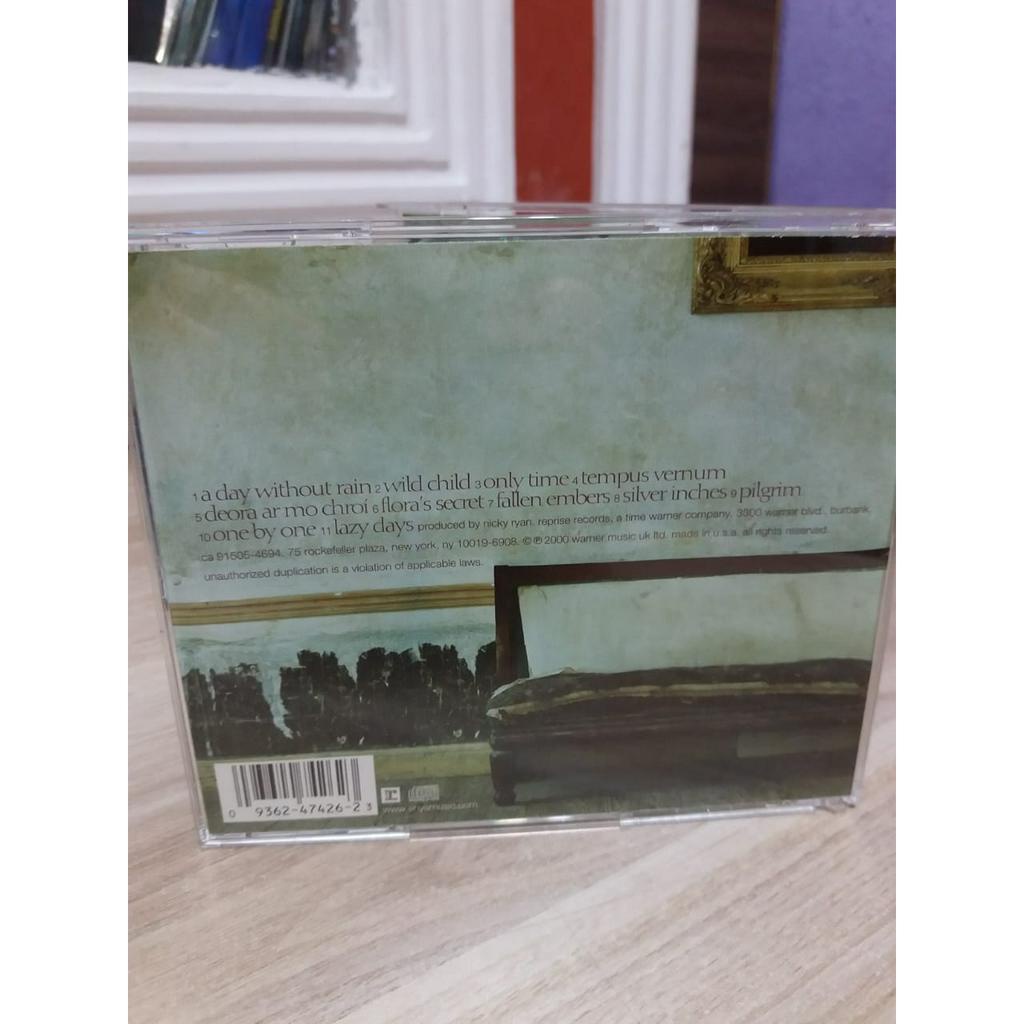 1 a day without rain 2 wild child 3 only time 4 tempus vernum
5 deora ar mo chroí 6 flora's secret 7 fallen embers 8 silver inches 9 pilgrim
10 one by one 11 lazy days produced by nicky ryan. reprise records, a time warner company. 3300 warner blvd., burbank,
ca 91505-4694. 75 rockefeller plaza, new york, ny 10019-6908. © ℗ 2000 warner music uk ltd. made in u.s.a. all rights reserved.
unauthorized duplication is a violation of applicable laws.
0 9362-47426-2 3
r
www.enyamusic.com